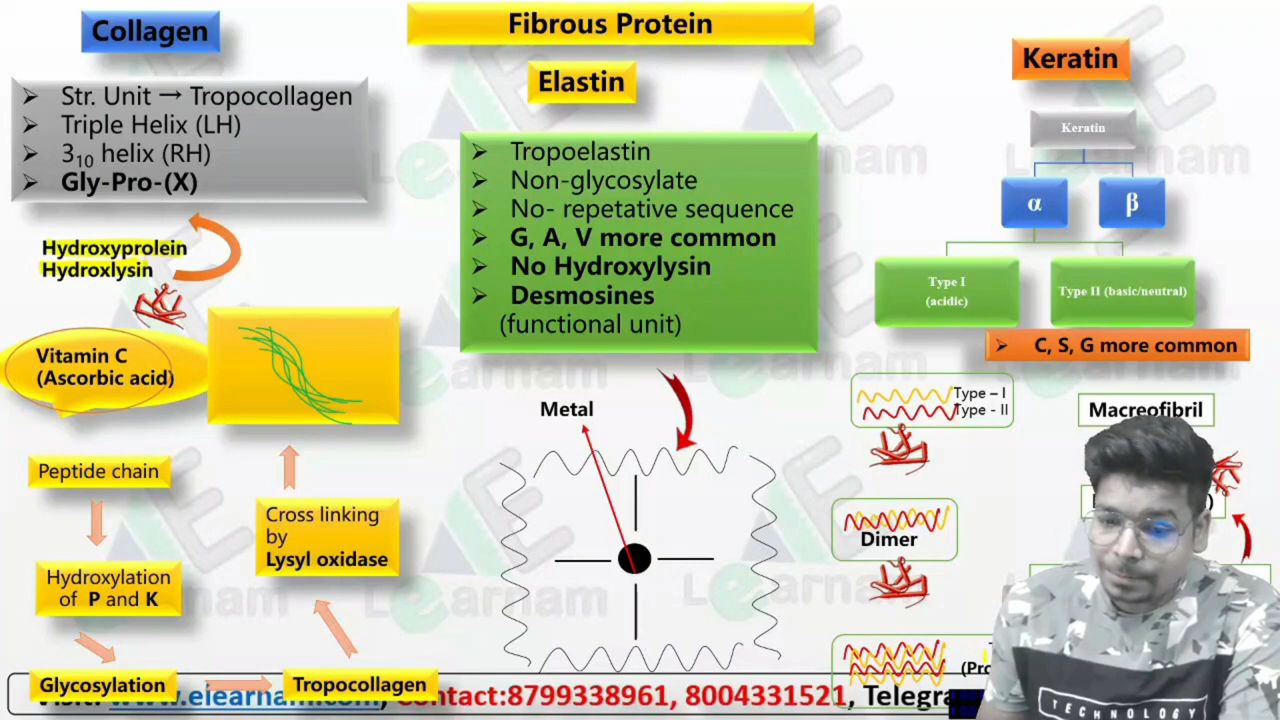 Fibrous Protein
Collagen
➢ Str. Unit → Tropocollagen
➢ Triple Helix (LH)
➢ 3₁₀ helix (RH)
➢ Gly-Pro-(X)
Hydroxyprolein
Hydroxlysin
Vitamin C
(Ascorbic acid)
Peptide chain
Hydroxylation
of P and K
Glycosylation
Tropocollagen
Cross linking
by
Lysyl oxidase
Elastin
➢ Tropoelastin
➢ Non-glycosylate
➢ No- repetative sequence
➢ G, A, V more common
➢ No Hydroxylysin
➢ Desmosines
(functional unit)
Metal
Keratin
Keratin
α
β
Type I
(acidic)
Type II (basic/neutral)
➢ C, S, G more common
Type – I
Type - II
Dimer
Macreofibril
Learnam
Contact:8799338961, 8004331521,
TECHNOLOGY